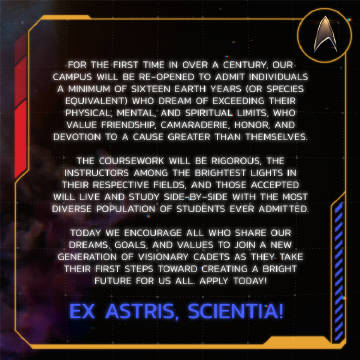 FOR THE FIRST TIME IN OVER A CENTURY, OUR
CAMPUS WILL BE RE-OPENED TO ADMIT INDIVIDUALS
A MINIMUM OF SIXTEEN EARTH YEARS (OR SPECIES
EQUIVALENT) WHO DREAM OF EXCEEDING THEIR
PHYSICAL, MENTAL, AND SPIRITUAL LIMITS, WHO
VALUE FRIENDSHIP, CAMARADERIE, HONOR, AND
DEVOTION TO A CAUSE GREATER THAN THEMSELVES.
THE COURSEWORK WILL BE RIGOROUS, THE
INSTRUCTORS AMONG THE BRIGHTEST LIGHTS IN
THEIR RESPECTIVE FIELDS, AND THOSE ACCEPTED
WILL LIVE AND STUDY SIDE-BY-SIDE WITH THE MOST
DIVERSE POPULATION OF STUDENTS EVER ADMITTED.
TODAY WE ENCOURAGE ALL WHO SHARE OUR
DREAMS, GOALS, AND VALUES TO JOIN A NEW
GENERATION OF VISIONARY CADETS AS THEY TAKE
THEIR FIRST STEPS TOWARD CREATING A BRIGHT
FUTURE FOR US ALL. APPLY TODAY!
EX ASTRIS, SCIENTIA!